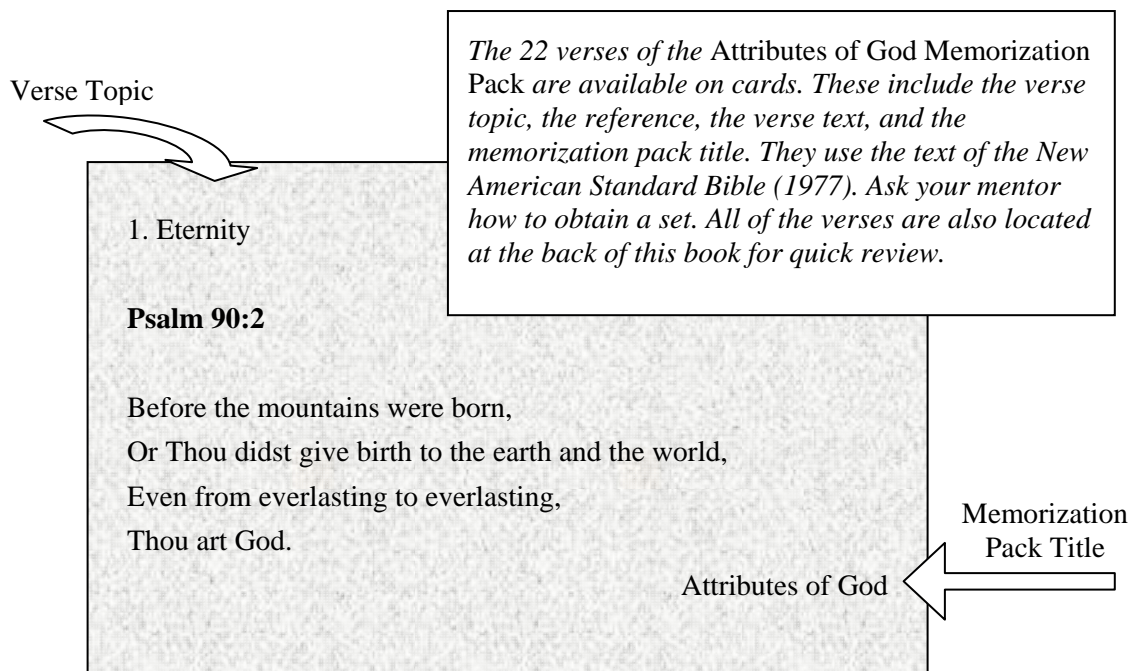 The 22 verses of the Attributes of God Memorization
Pack are available on cards. These include the verse
topic, the reference, the verse text, and the
memorization pack title. They use the text of the New
American Standard Bible (1977). Ask your mentor
how to obtain a set. All of the verses are also located
at the back of this book for quick review.
Verse Topic
1. Eternity
Psalm 90:2
Before the mountains were born,
Or Thou didst give birth to the earth and the world,
Even from everlasting to everlasting,
Thou art God.
Memorization
Pack Title
Attributes of God